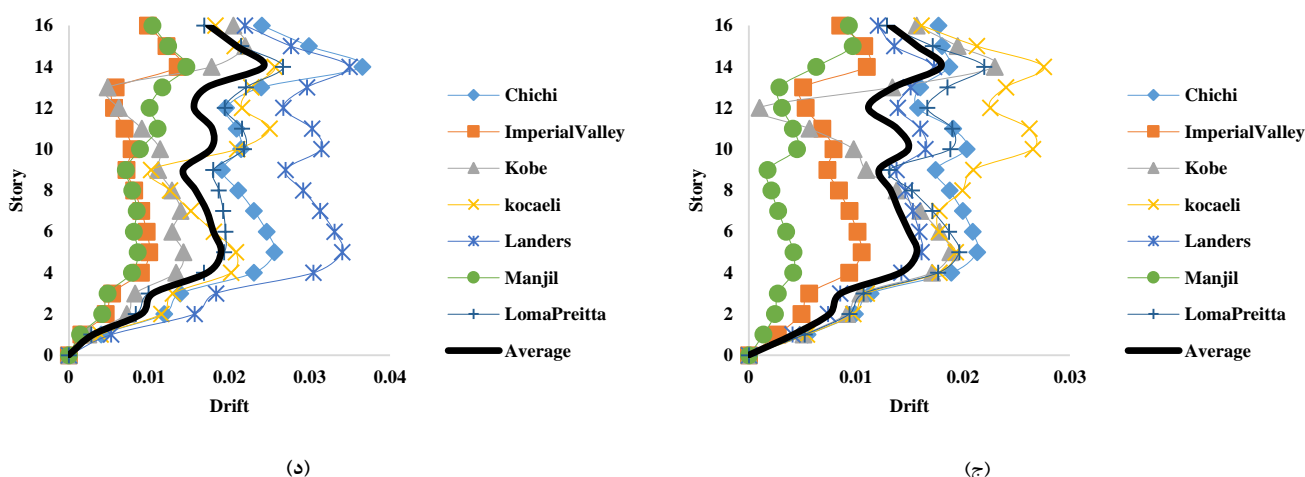 16
14
12
10
8
6
4
2
0
Story
0
0.01
0.02
0.03
0.04
Drift
Chichi
ImperialValley
Kobe
kocaeli
Landers
Manjil
LomaPreitta
Average
(د)
16
14
12
10
8
6
4
2
0
Story
0
0.01
0.02
0.03
Drift
Chichi
ImperialValley
Kobe
kocaeli
Landers
Manjil
LomaPreitta
Average
(ج)